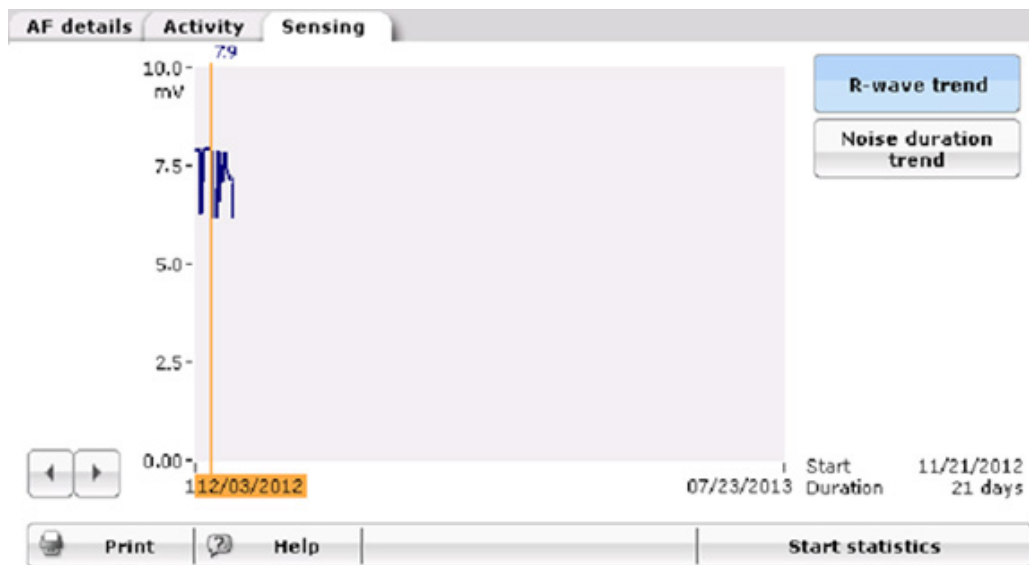 AF details Activity Sensing
7.9
10.0
mV
R-wave trend
Noise duration
trend
7.5
5.0
2.5
0.00
1 12/03/2012 07/23/2013
Start 11/21/2012
Duration 21 days
Print Help Start statistics